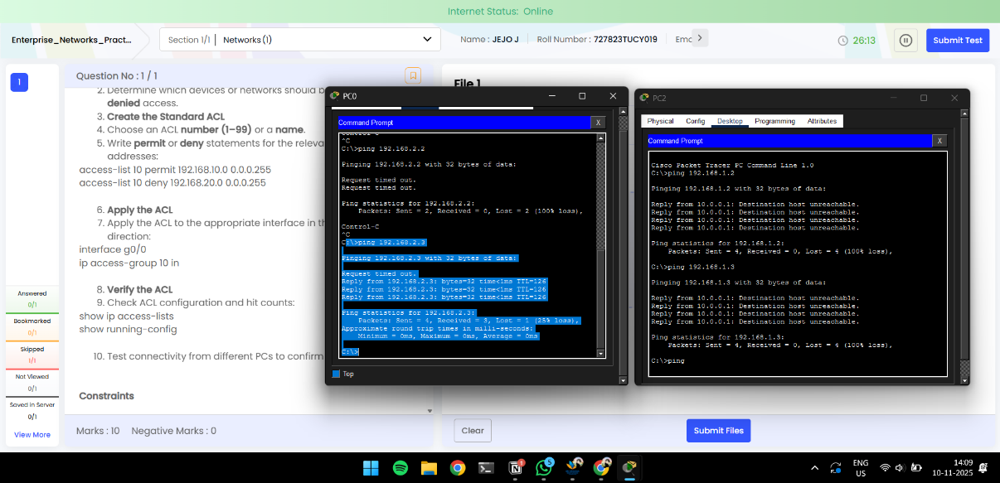 Internet Status: Online
Enterprise_Networks_Pract...
Section 1/1 | Networks(1)
Name : JEJO J
Roll Number : 727823TUCY019
Ema
26:13
Submit Test
1
Question No : 1 / 1
2. Determine which devices or networks should b
denied access.
3. Create the Standard ACL
4. Choose an ACL number (1–99) or a name.
5. Write permit or deny statements for the releva
addresses:
access-list 10 permit 192.168.10.0 0.0.0.255
access-list 10 deny 192.168.20.0 0.0.0.255
6. Apply the ACL
7. Apply the ACL to the appropriate interface in th
direction:
interface g0/0
ip access-group 10 in
8. Verify the ACL
9. Check ACL configuration and hit counts:
show ip access-lists
show running-config
10. Test connectivity from different PCs to confirm
Constraints
Marks : 10 Negative Marks : 0
Answered
0/1
Bookmarked
0/1
Skipped
1/1
Not Viewed
0/1
Saved in Server
0/1
View More
File 1
Clear
Submit Files
PC0
Command Prompt
X
Control-C
^C
C:\>ping 192.168.2.2
Pinging 192.168.2.2 with 32 bytes of data:
Request timed out.
Request timed out.
Ping statistics for 192.168.2.2:
Packets: Sent = 2, Received = 0, Lost = 2 (100% loss),
Control-C
^C
C:\>ping 192.168.2.3
Pinging 192.168.2.3 with 32 bytes of data:
Request timed out.
Reply from 192.168.2.3: bytes=32 time<1ms TTL=126
Reply from 192.168.2.3: bytes=32 time<1ms TTL=126
Reply from 192.168.2.3: bytes=32 time<1ms TTL=126
Ping statistics for 192.168.2.3:
Packets: Sent = 4, Received = 3, Lost = 1 (25% loss),
Approximate round trip times in milli-seconds:
Minimum = 0ms, Maximum = 0ms, Average = 0ms
C:\>
Top
PC2
Physical Config Desktop Programming Attributes
Command Prompt
X
Cisco Packet Tracer PC Command Line 1.0
C:\>ping 192.168.1.2
Pinging 192.168.1.2 with 32 bytes of data:
Reply from 10.0.0.1: Destination host unreachable.
Reply from 10.0.0.1: Destination host unreachable.
Reply from 10.0.0.1: Destination host unreachable.
Reply from 10.0.0.1: Destination host unreachable.
Ping statistics for 192.168.1.2:
Packets: Sent = 4, Received = 0, Lost = 4 (100% loss),
C:\>ping 192.168.1.3
Pinging 192.168.1.3 with 32 bytes of data:
Reply from 10.0.0.1: Destination host unreachable.
Reply from 10.0.0.1: Destination host unreachable.
Reply from 10.0.0.1: Destination host unreachable.
Reply from 10.0.0.1: Destination host unreachable.
Ping statistics for 192.168.1.3:
Packets: Sent = 4, Received = 0, Lost = 4 (100% loss),
C:\>ping
1
5
ENG
US
14:09
10-11-2025